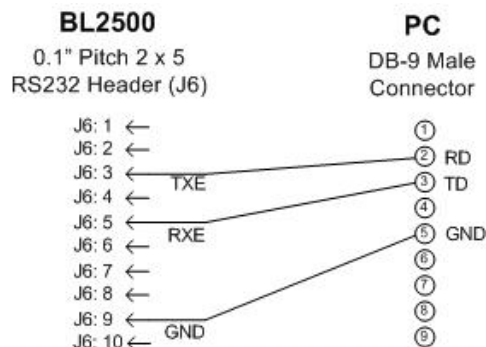 BL2500
0.1" Pitch 2 x 5
RS232 Header (J6)
PC
DB-9 Male
Connector
J6: 1
J6: 2
J6: 3
J6: 4
J6: 5
J6: 6
J6: 7
J6: 8
J6: 9
J6: 10
TXE
RXE
GND
1
2 RD
3 TD
4
5 GND
6
7
8
9